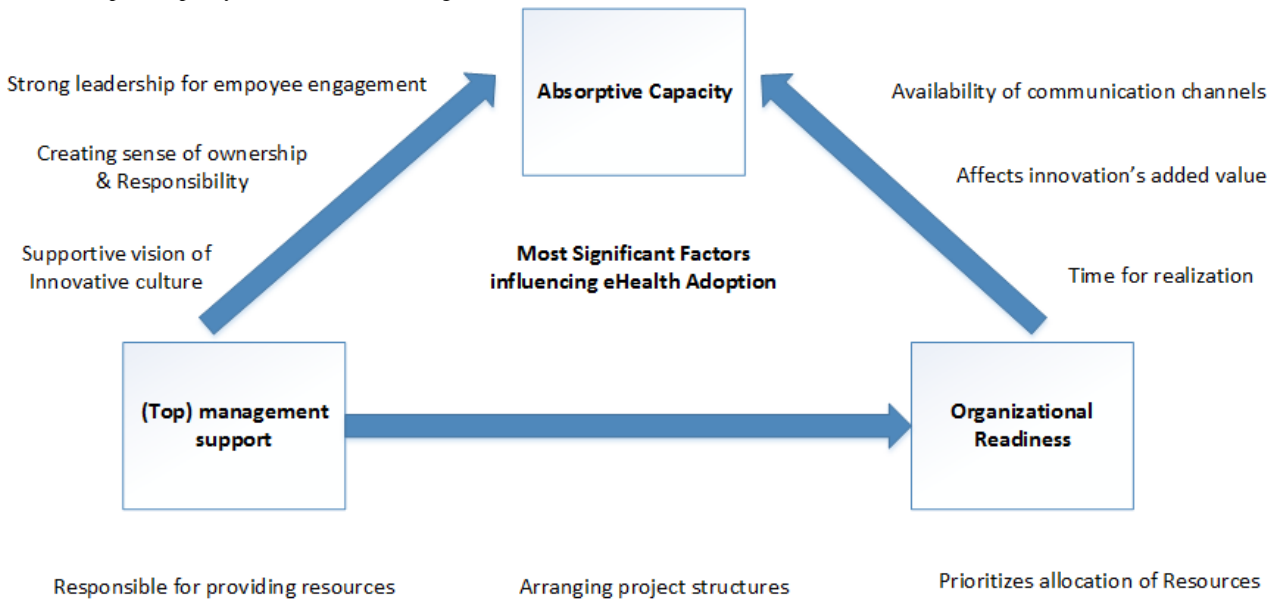 Strong leadership for empoyee engagement
Absorptive Capacity
Availability of communication channels
Creating sense of ownership
& Responsibility
Affects innovation's added value
Supportive vision of
Innovative culture
Most Significant Factors
influencing eHealth Adoption
Time for realization
(Top) management
support
Organizational
Readiness
Responsible for providing resources
Arranging project structures
Prioritizes allocation of Resources